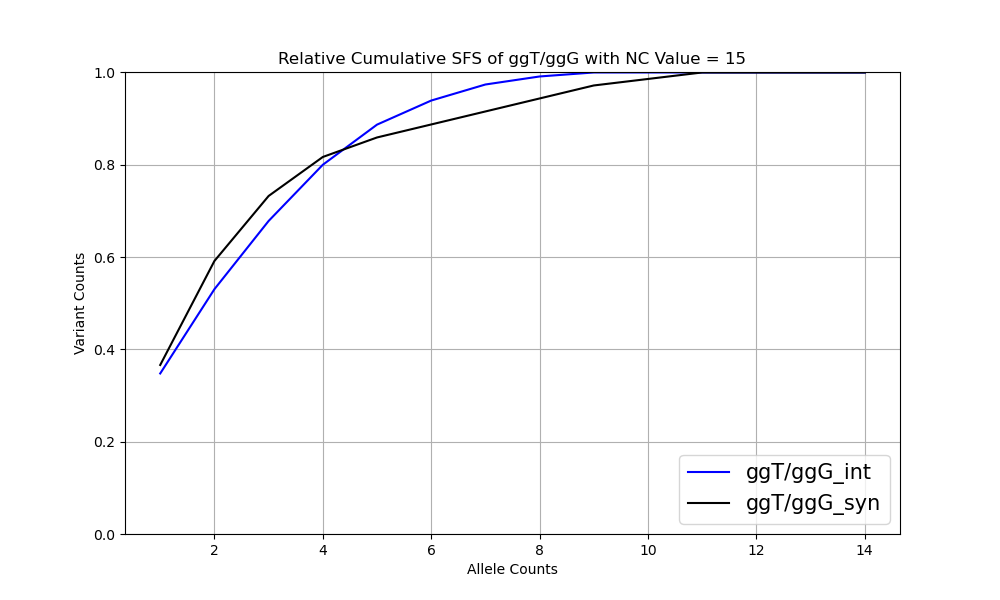 Relative Cumulative SFS of ggT/ggG with NC Value = 15
1.0
0.8
0.6
0.4
0.2
0.0
Variant Counts
2 4 6 8 10 12 14
Allele Counts
ggT/ggG_int
ggT/ggG_syn